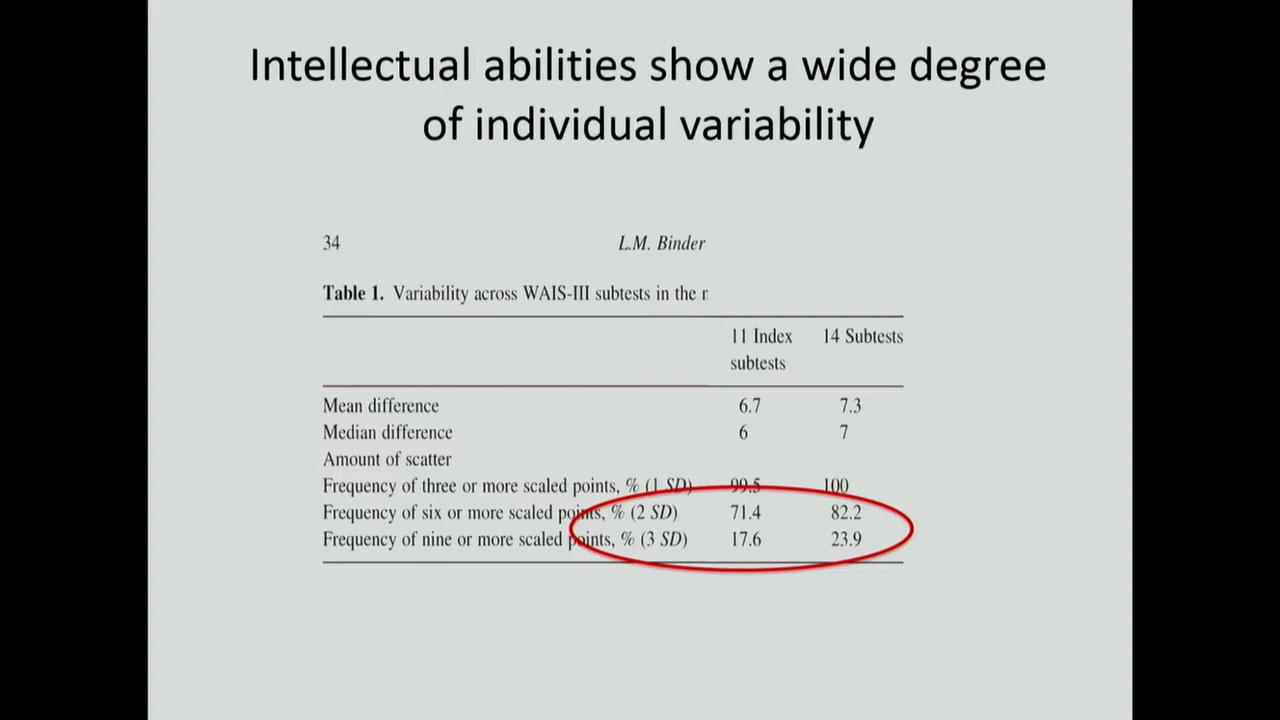 Intellectual abilities show a wide degree
of individual variability
34 L.M. Binder
Table 1. Variability across WAIS-III subtests in the r
11 Index 14 Subtests
subtests
Mean difference 6.7 7.3
Median difference 6 7
Amount of scatter
Frequency of three or more scaled points, % (1 SD) 99.5 100
Frequency of six or more scaled points, % (2 SD) 71.4 82.2
Frequency of nine or more scaled points, % (3 SD) 17.6 23.9